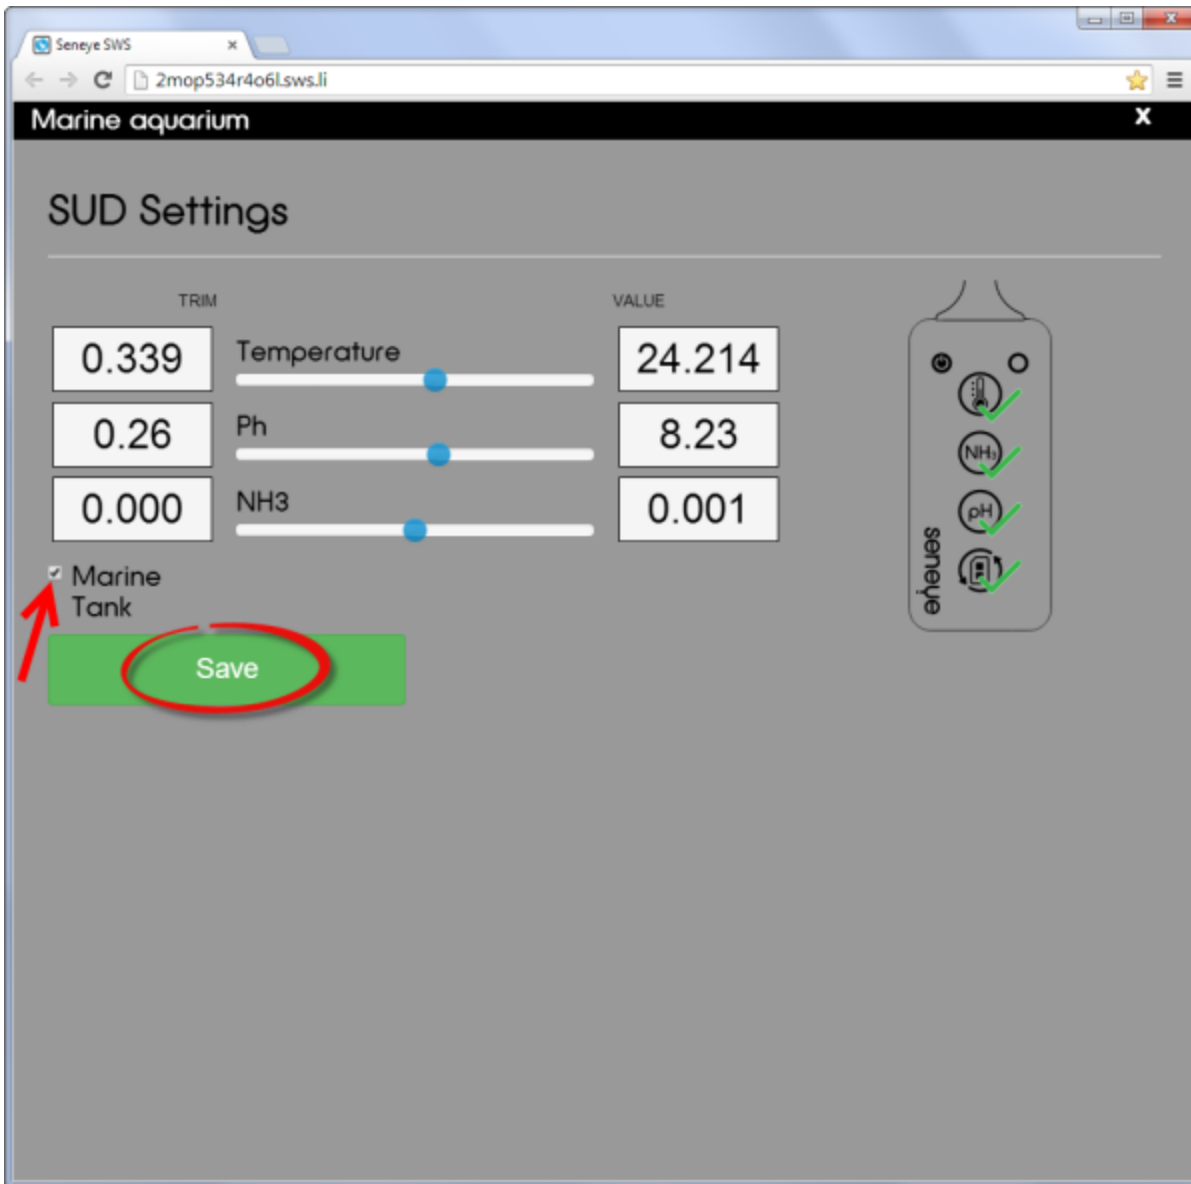 Seneye SWS
2mop534r4o6l.sws.li
Marine aquarium X
SUD Settings
TRIM VALUE
0.339 Temperature 24.214
0.26 Ph 8.23
0.000 NH3 0.001
Marine
Tank
Save
NH₃
pH
seneye